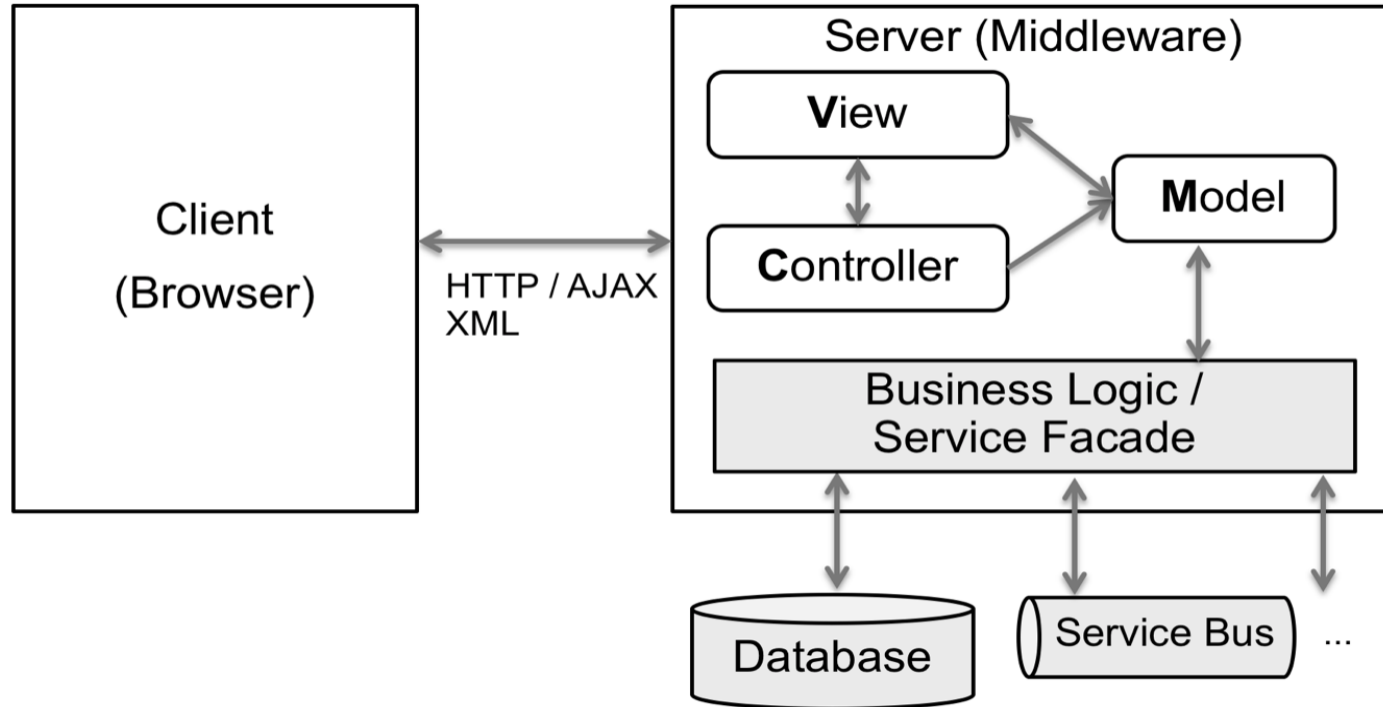 Server (Middleware)
View
Model
Client
(Browser)
Controller
HTTP / AJAX
XML
Business Logic /
Service Facade
Database
Service Bus
...